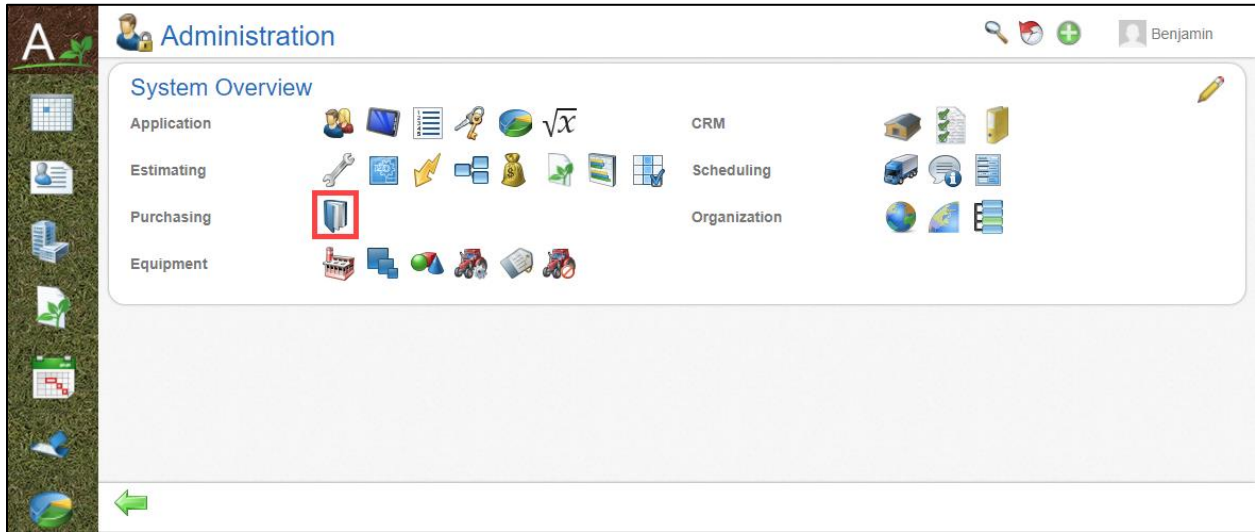 A
Administration
Benjamin
System Overview
Application
√x
CRM
Estimating
Scheduling
Purchasing
Organization
Equipment